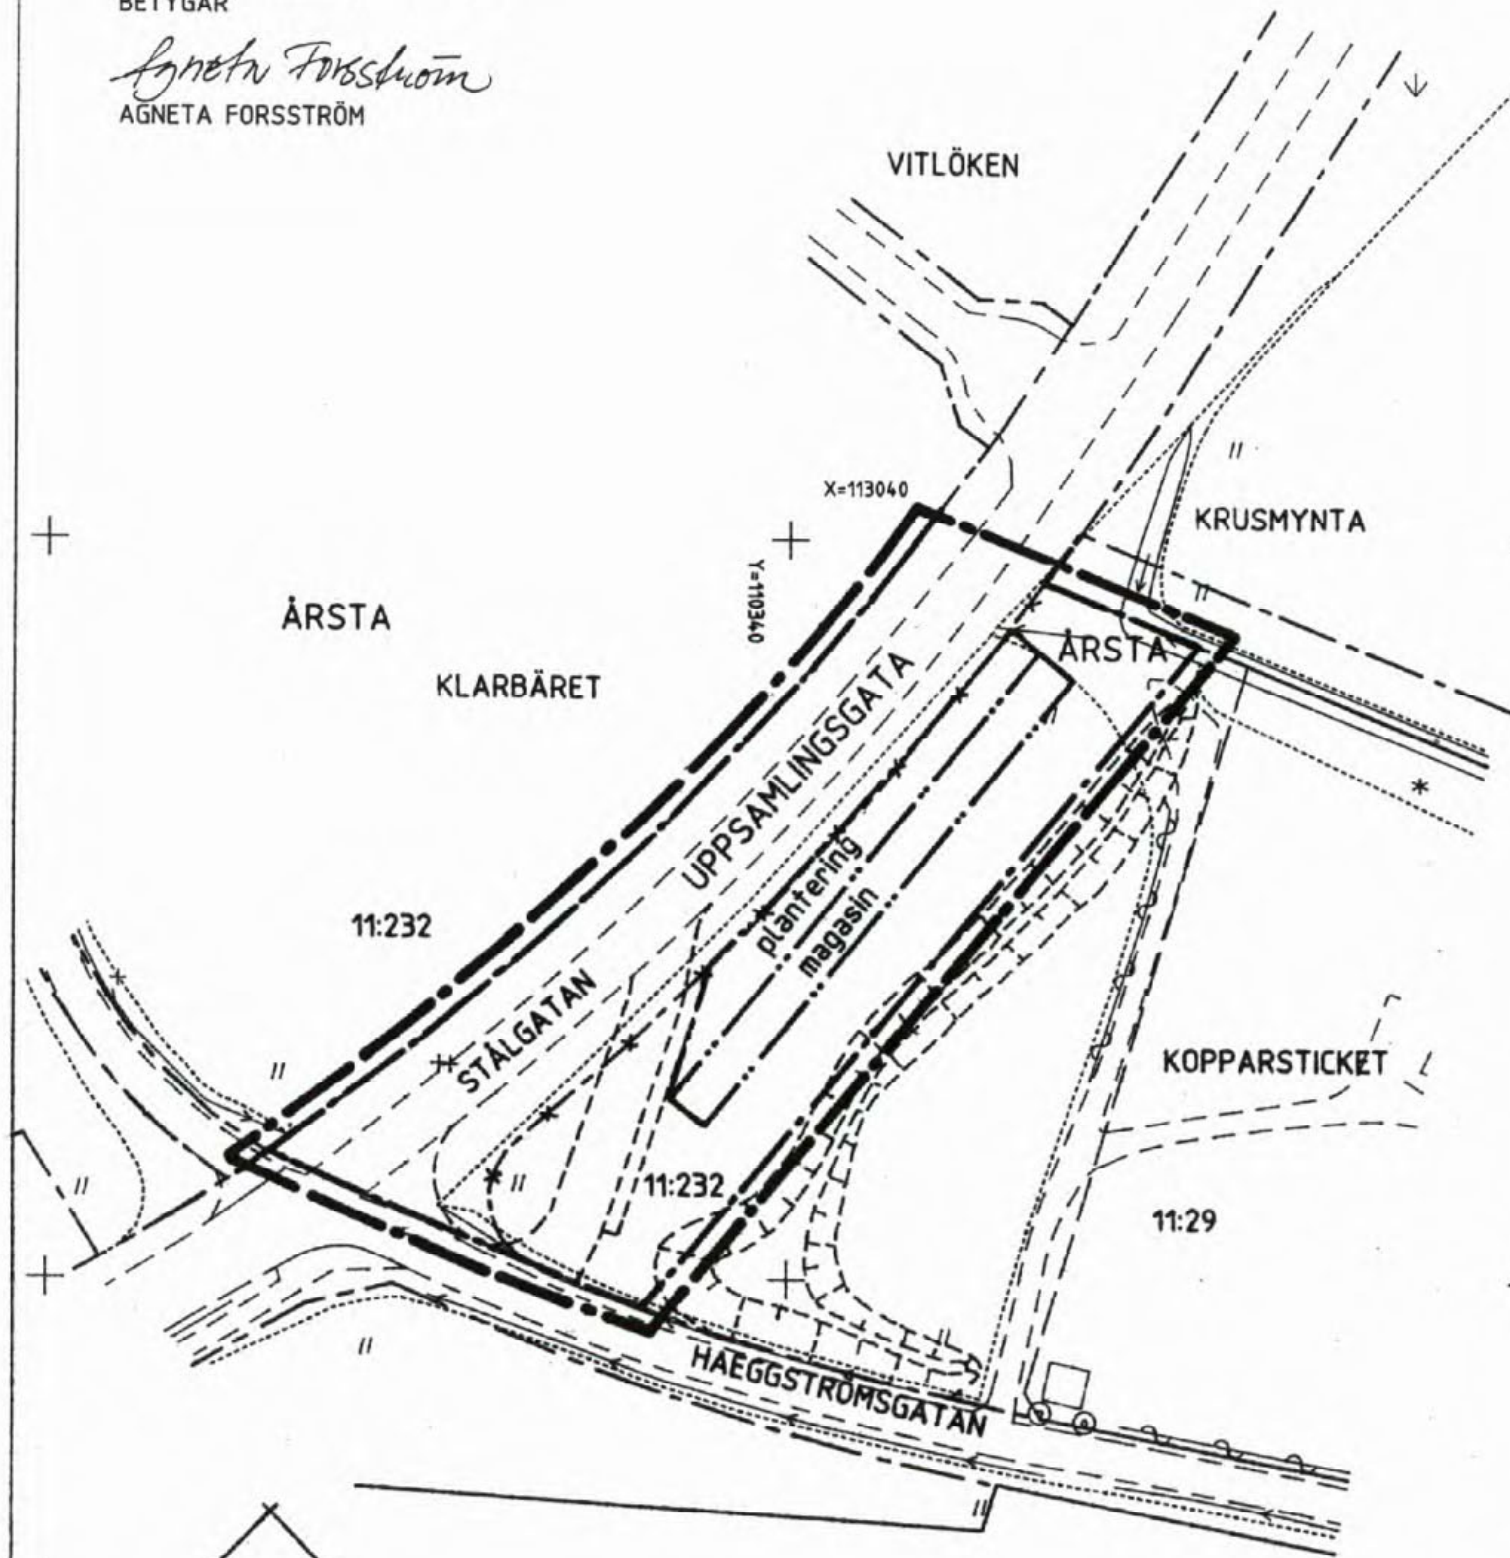 BETYGAR
Agneta Forsström
AGNETA FORSSTRÖM
VITLÖKEN
X=113040
Y=110340
KRUSMYNTA
ÅRSTA
ÅRSTA
KLARBÄRET
UPPSAMLINGSGATA
plantering
magasin
11:232
STÅLGATAN
KOPPARSTICKET
11:232
11:29
HAEGGSTRÖMSGATAN